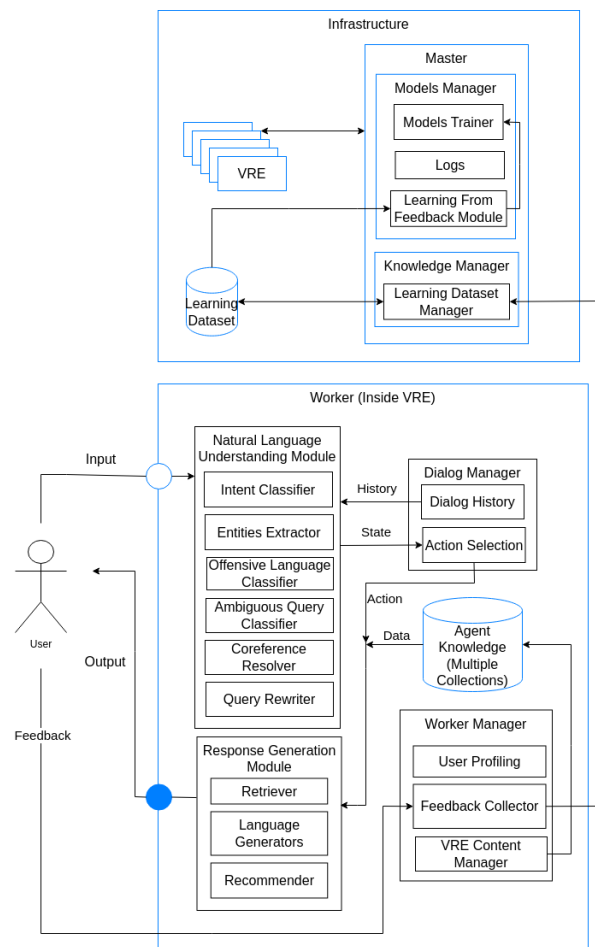 Infrastructure
Master
Models Manager
Models Trainer
Logs
Learning From
Feedback Module
VRE
Knowledge Manager
Learning Dataset
Manager
Learning
Dataset
Worker (Inside VRE)
Input
Natural Language
Understanding Module
Intent Classifier
Entities Extractor
Offensive Language
Classifier
Ambiguous Query
Classifier
Coreference
Resolver
Query Rewriter
History
State
Dialog Manager
Dialog History
Action Selection
Action
Data
Agent
Knowledge
(Multiple
Collections)
User
Output
Feedback
Response Generation
Module
Retriever
Language
Generators
Recommender
Worker Manager
User Profiling
Feedback Collector
VRE Content
Manager